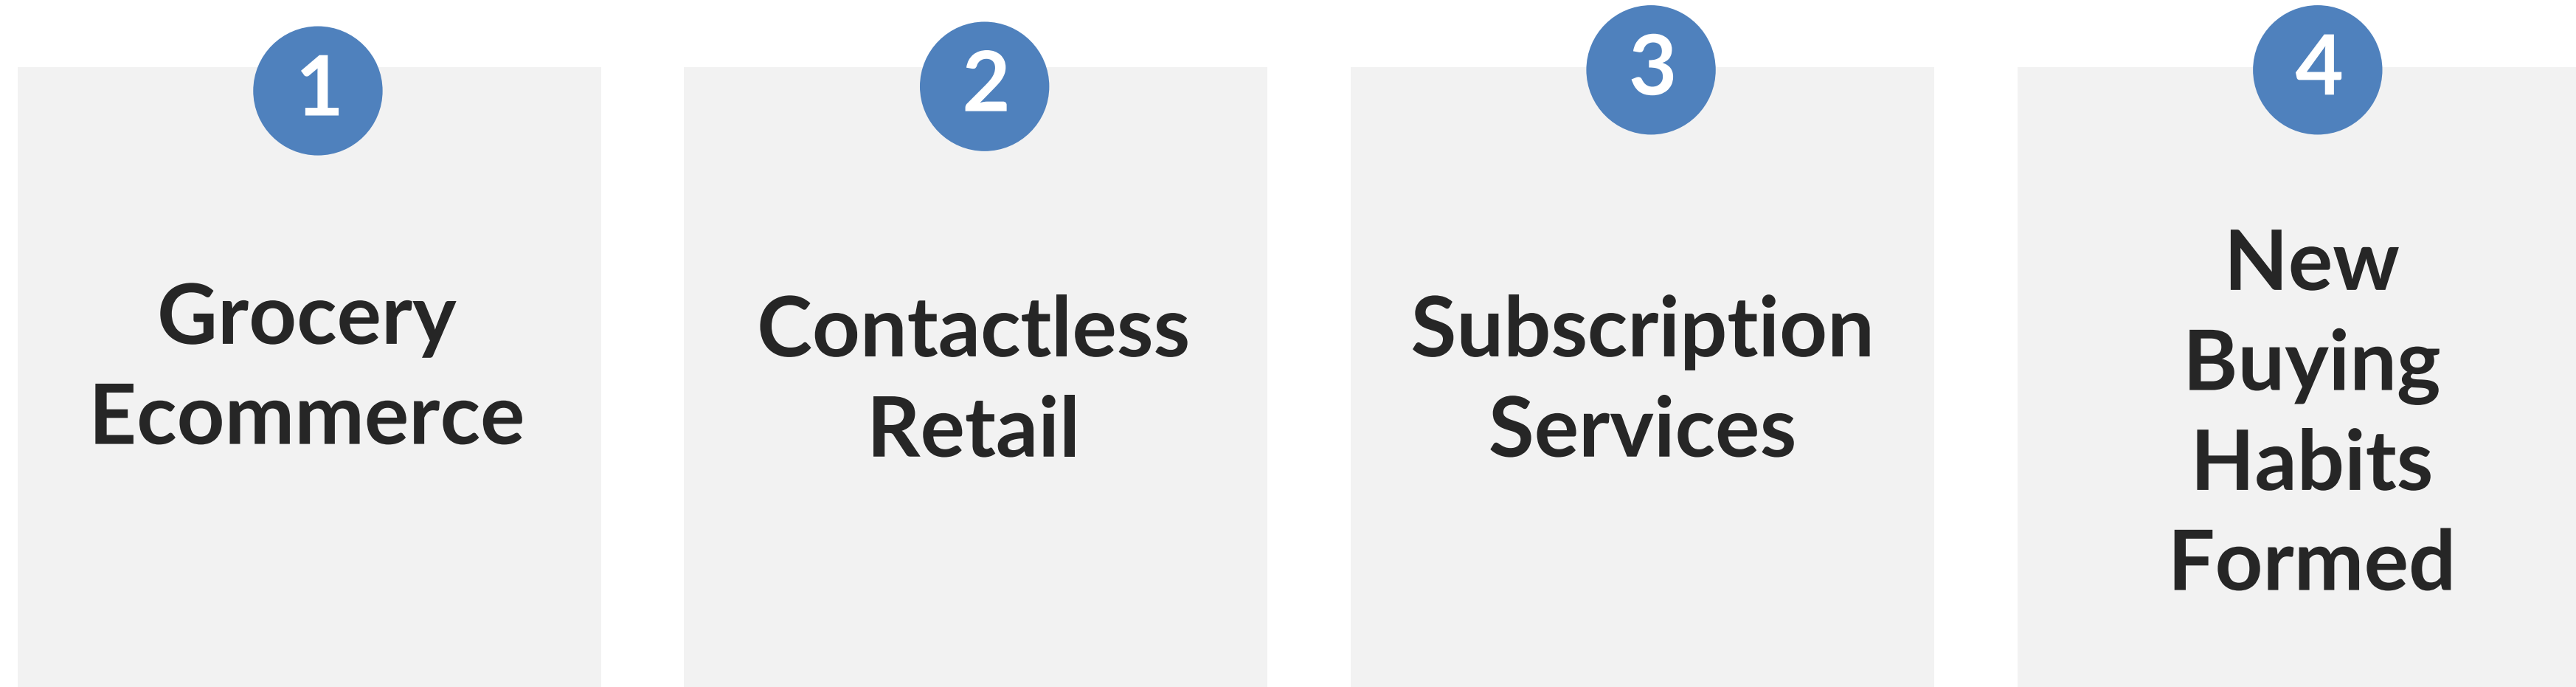 1
Grocery
Ecommerce
2
Contactless
Retail
3
Subscription
Services
4
New
Buying
Habits
Formed